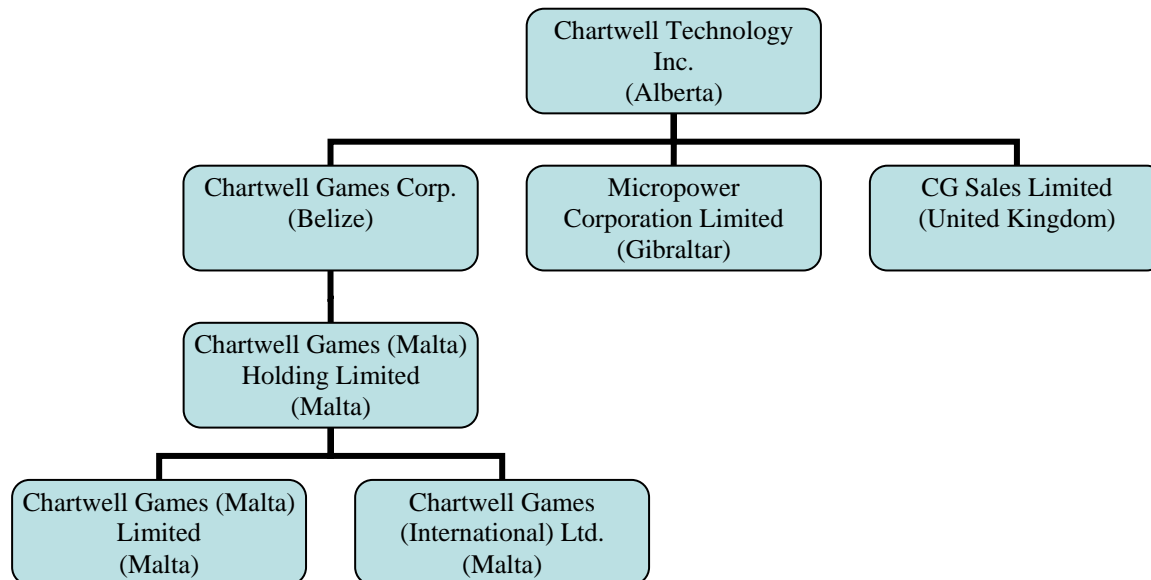 Chartwell Technology
Inc.
(Alberta)
Chartwell Games Corp.
(Belize)
Micropower
Corporation Limited
(Gibraltar)
CG Sales Limited
(United Kingdom)
Chartwell Games (Malta)
Holding Limited
(Malta)
Chartwell Games (Malta)
Limited
(Malta)
Chartwell Games
(International) Ltd.
(Malta)